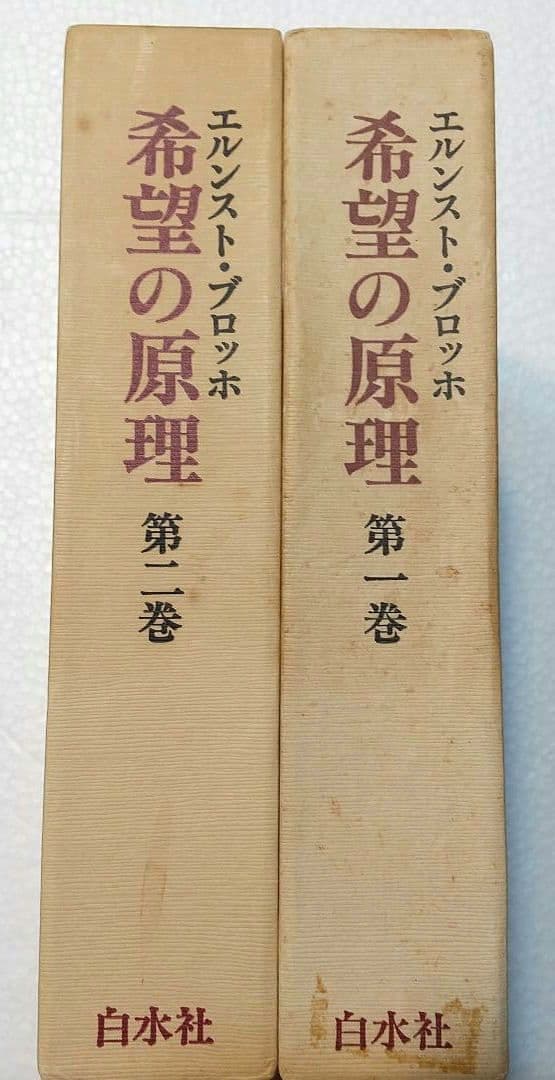 エルンスト・ブロッホ
希望の原理
第一巻
白水社
エルンスト・ブロッホ
希望の原理
第二巻
白水社